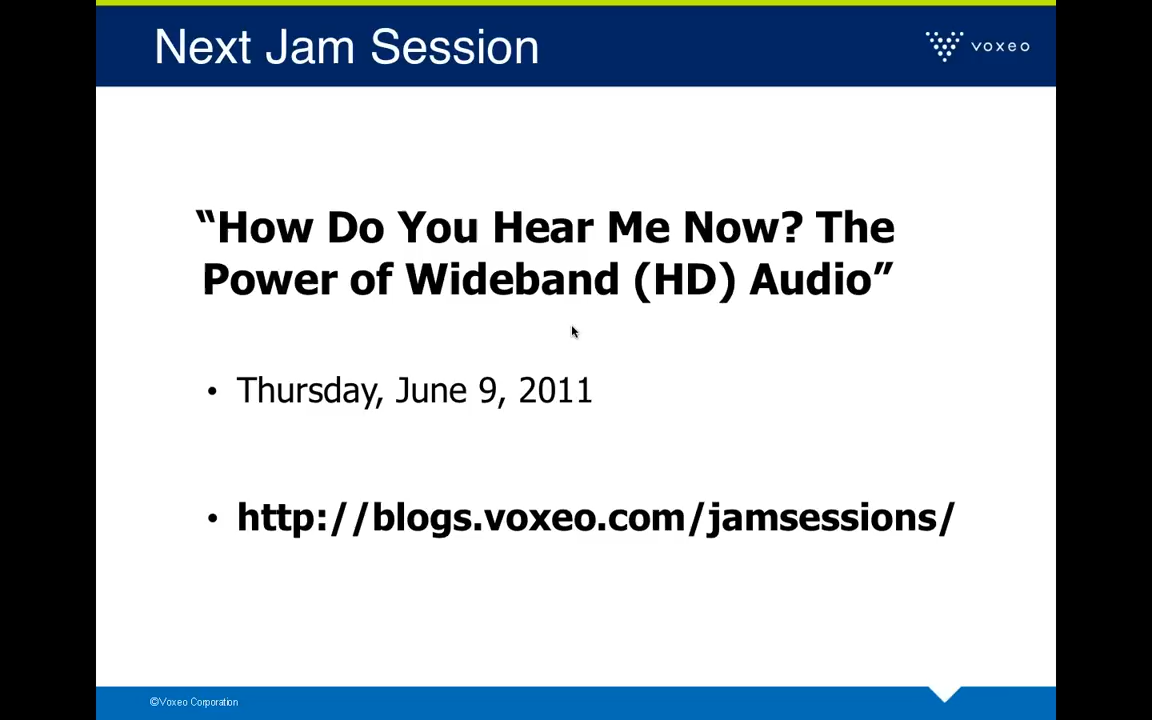 Next Jam Session
voxeo
“How Do You Hear Me Now? The
Power of Wideband (HD) Audio”
• Thursday, June 9, 2011
• http://blogs.voxeo.com/jamsessions/
©Voxeo Corporation